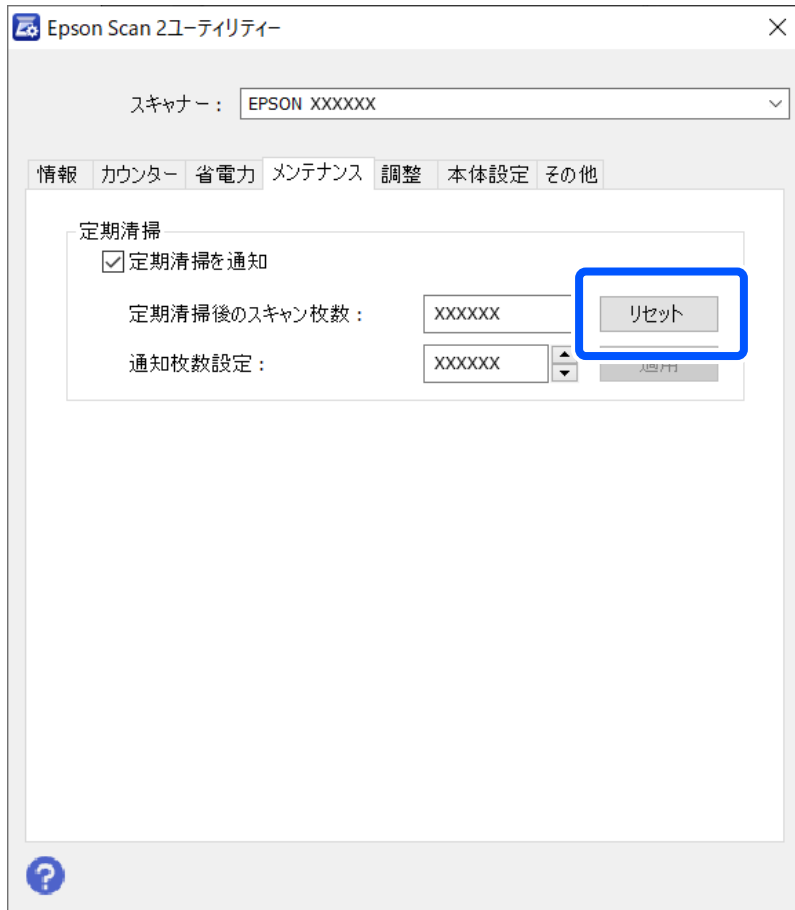 Epson Scan 2ユーティリティー
スキャナー： EPSON XXXXXX
情報 カウンター 省電力 メンテナンス 調整 本体設定 その他
定期清掃
定期清掃を通知
定期清掃後のスキャン枚数： XXXXXX リセット
通知枚数設定： XXXXXX 適用
?